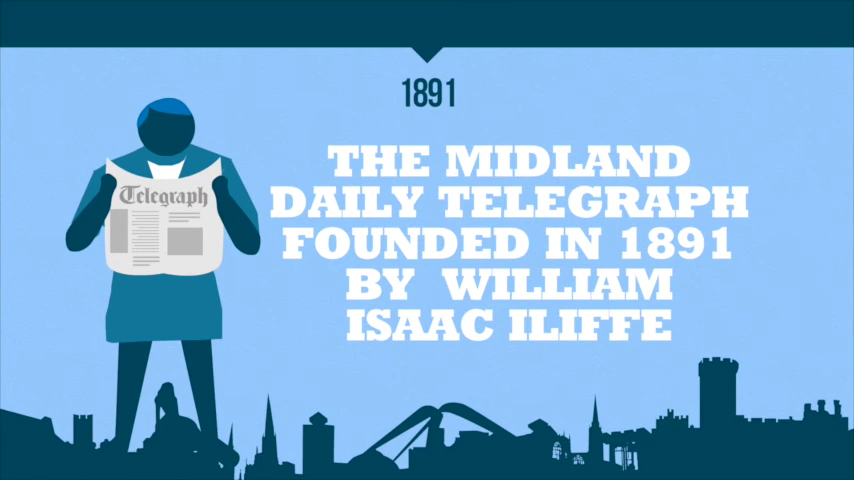 1891
THE MIDLAND
DAILY TELEGRAPH
FOUNDED IN 1891
BY WILLIAM
ISAAC ILIFFE
Telegraph